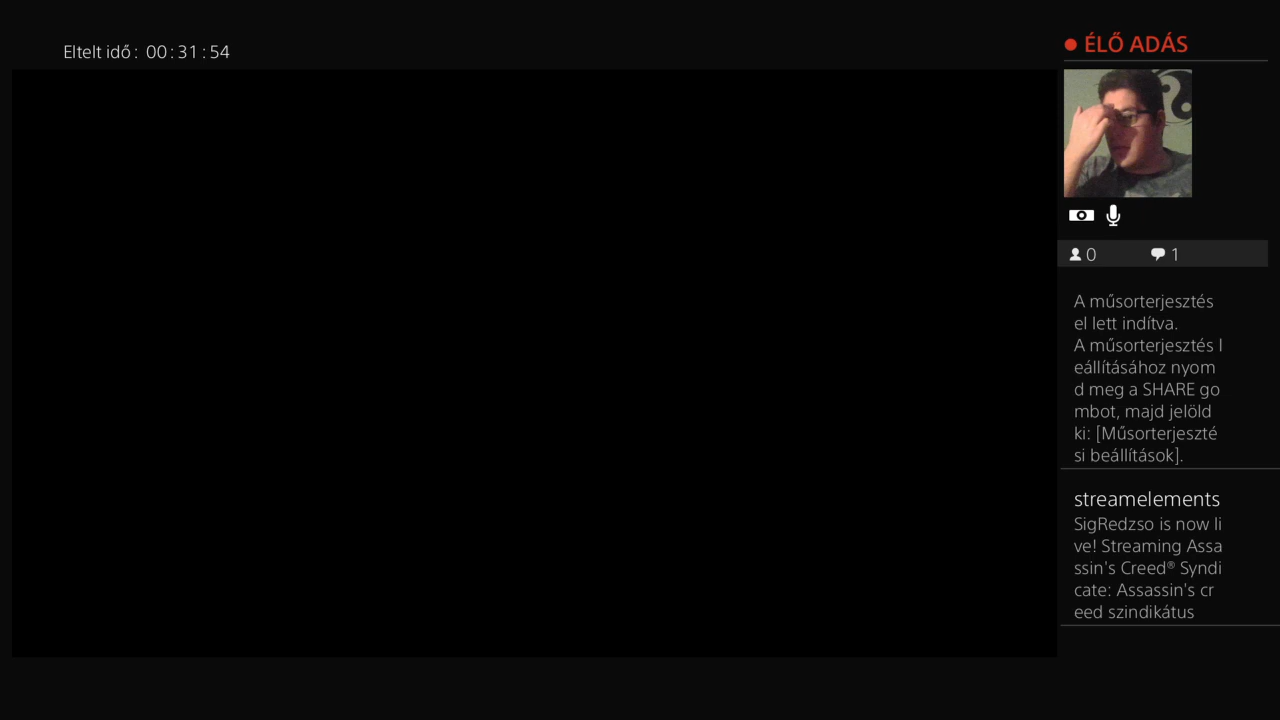 Eltelt idő : 00 : 31 : 54
ÉLŐ ADÁS
0
1
A műsorterjesztés
el lett indítva.
A műsorterjesztés l
eállításához nyom
d meg a SHARE go
mbot, majd jelöld
ki: [Műsorterjeszté
si beállítások].
streamelements
SigRedzso is now li
ve! Streaming Assa
ssin's Creed® Syndi
cate: Assassin's cr
eed szindikátus